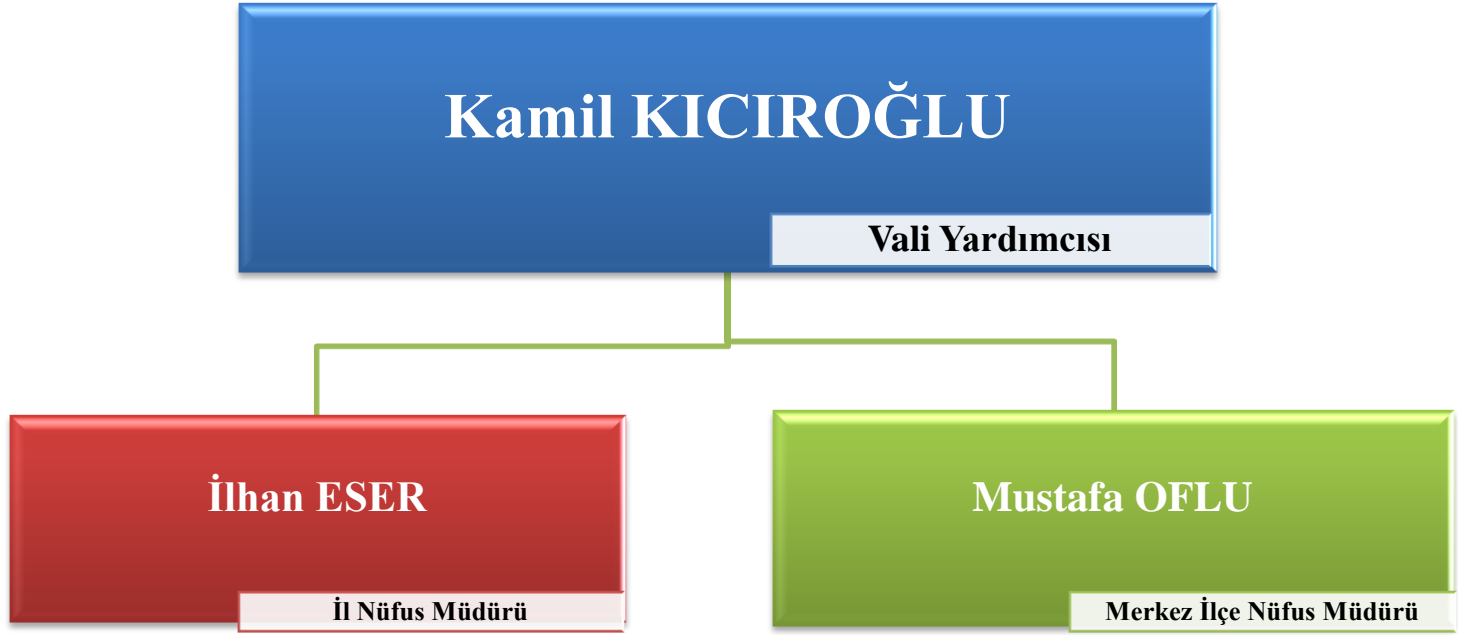 Kamil KICIROĞLU
Vali Yardımcısı
İlhan ESER
İl Nüfus Müdürü
Mustafa OFLU
Merkez İlçe Nüfus Müdürü